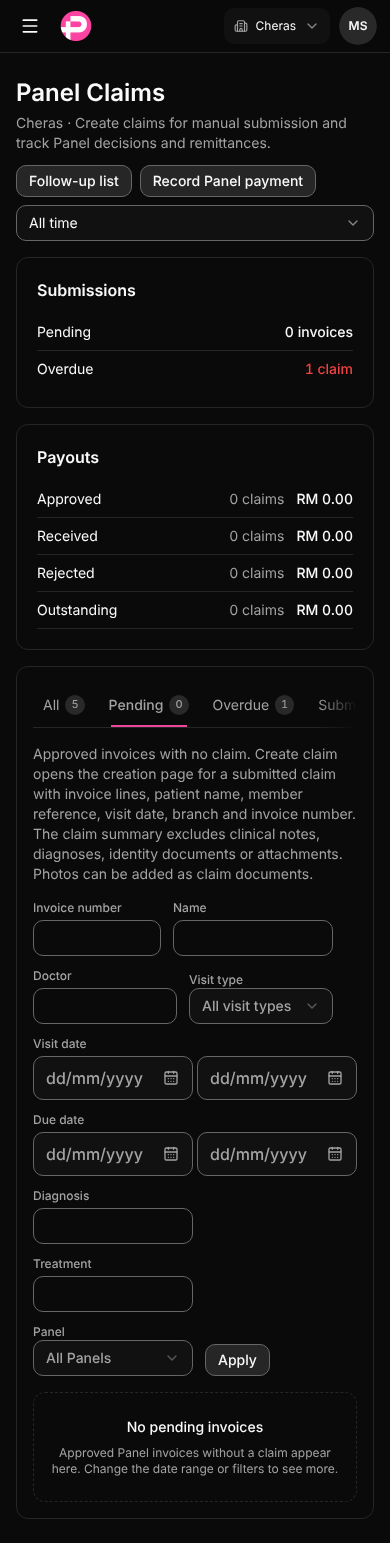 Cheras
MS
Panel Claims
Cheras · Create claims for manual submission and
track Panel decisions and remittances.
Follow-up list
Record Panel payment
All time
Submissions
Pending 0 invoices
Overdue 1 claim
Payouts
Approved 0 claims RM 0.00
Received 0 claims RM 0.00
Rejected 0 claims RM 0.00
Outstanding 0 claims RM 0.00
All 5 Pending 0 Overdue 1 Subm
Approved invoices with no claim. Create claim
opens the creation page for a submitted claim
with invoice lines, patient name, member
reference, visit date, branch and invoice number.
The claim summary excludes clinical notes,
diagnoses, identity documents or attachments.
Photos can be added as claim documents.
Invoice number Name
Doctor Visit type
All visit types
Visit date
dd/mm/yyyy dd/mm/yyyy
Due date
dd/mm/yyyy dd/mm/yyyy
Diagnosis
Treatment
Panel
All Panels Apply
No pending invoices
Approved Panel invoices without a claim appear
here. Change the date range or filters to see more.